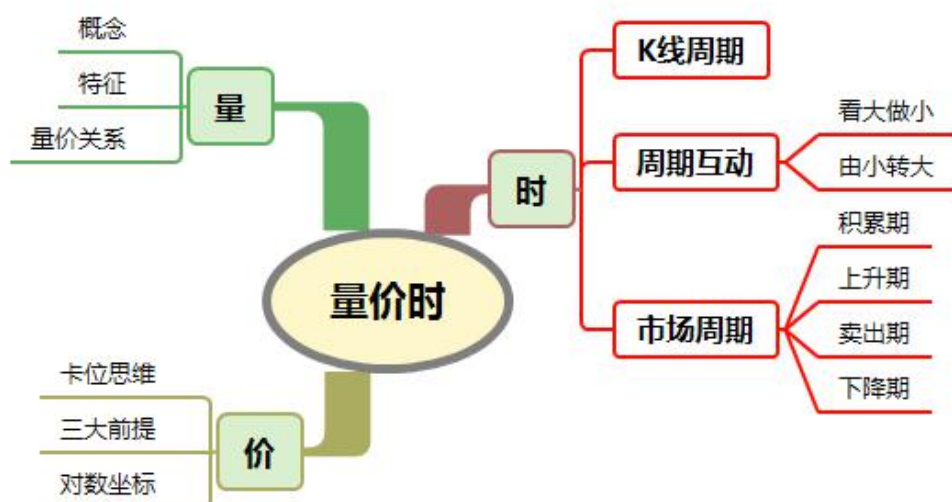 量价时
量
概念
特征
量价关系
价
卡位思维
三大前提
对数坐标
时
K线周期
周期互动
看大做小
由小转大
市场周期
积累期
上升期
卖出期
下降期